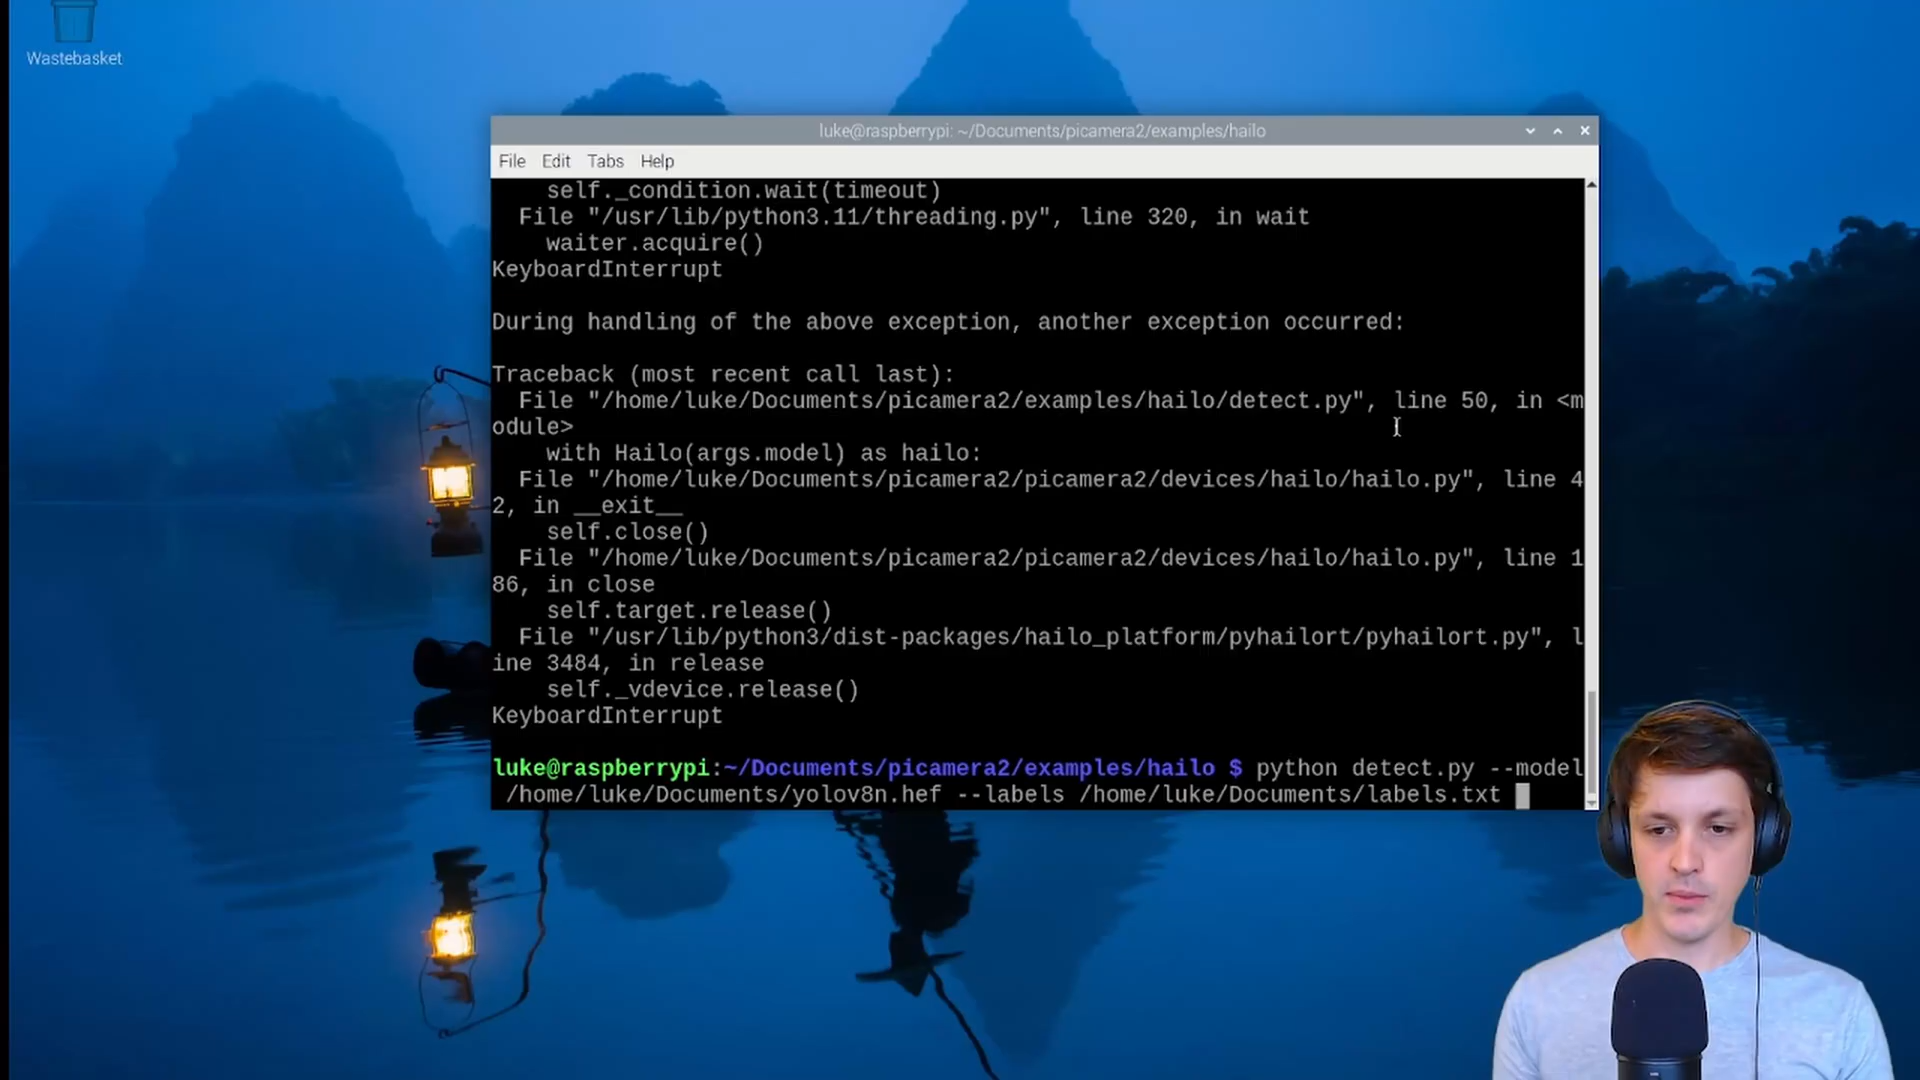 Wastebasket
luke@raspberrypi: ~/Documents/picamera2/examples/hailo
File Edit Tabs Help
self._condition.wait(timeout)
File "/usr/lib/python3.11/threading.py", line 320, in wait
waiter.acquire()
KeyboardInterrupt
During handling of the above exception, another exception occurred:
Traceback (most recent call last):
File "/home/luke/Documents/picamera2/examples/hailo/detect.py", line 50, in <m
odule>
with Hailo(args.model) as hailo:
File "/home/luke/Documents/picamera2/picamera2/devices/hailo/hailo.py", line 4
2, in __exit__
self.close()
File "/home/luke/Documents/picamera2/picamera2/devices/hailo/hailo.py", line 1
86, in close
self.target.release()
File "/usr/lib/python3/dist-packages/hailo_platform/pyhailort/pyhailort.py", l
ine 3484, in release
self._vdevice.release()
KeyboardInterrupt
luke@raspberrypi:~/Documents/picamera2/examples/hailo $ python detect.py --model
/home/luke/Documents/yolov8n.hef --labels /home/luke/Documents/labels.txt